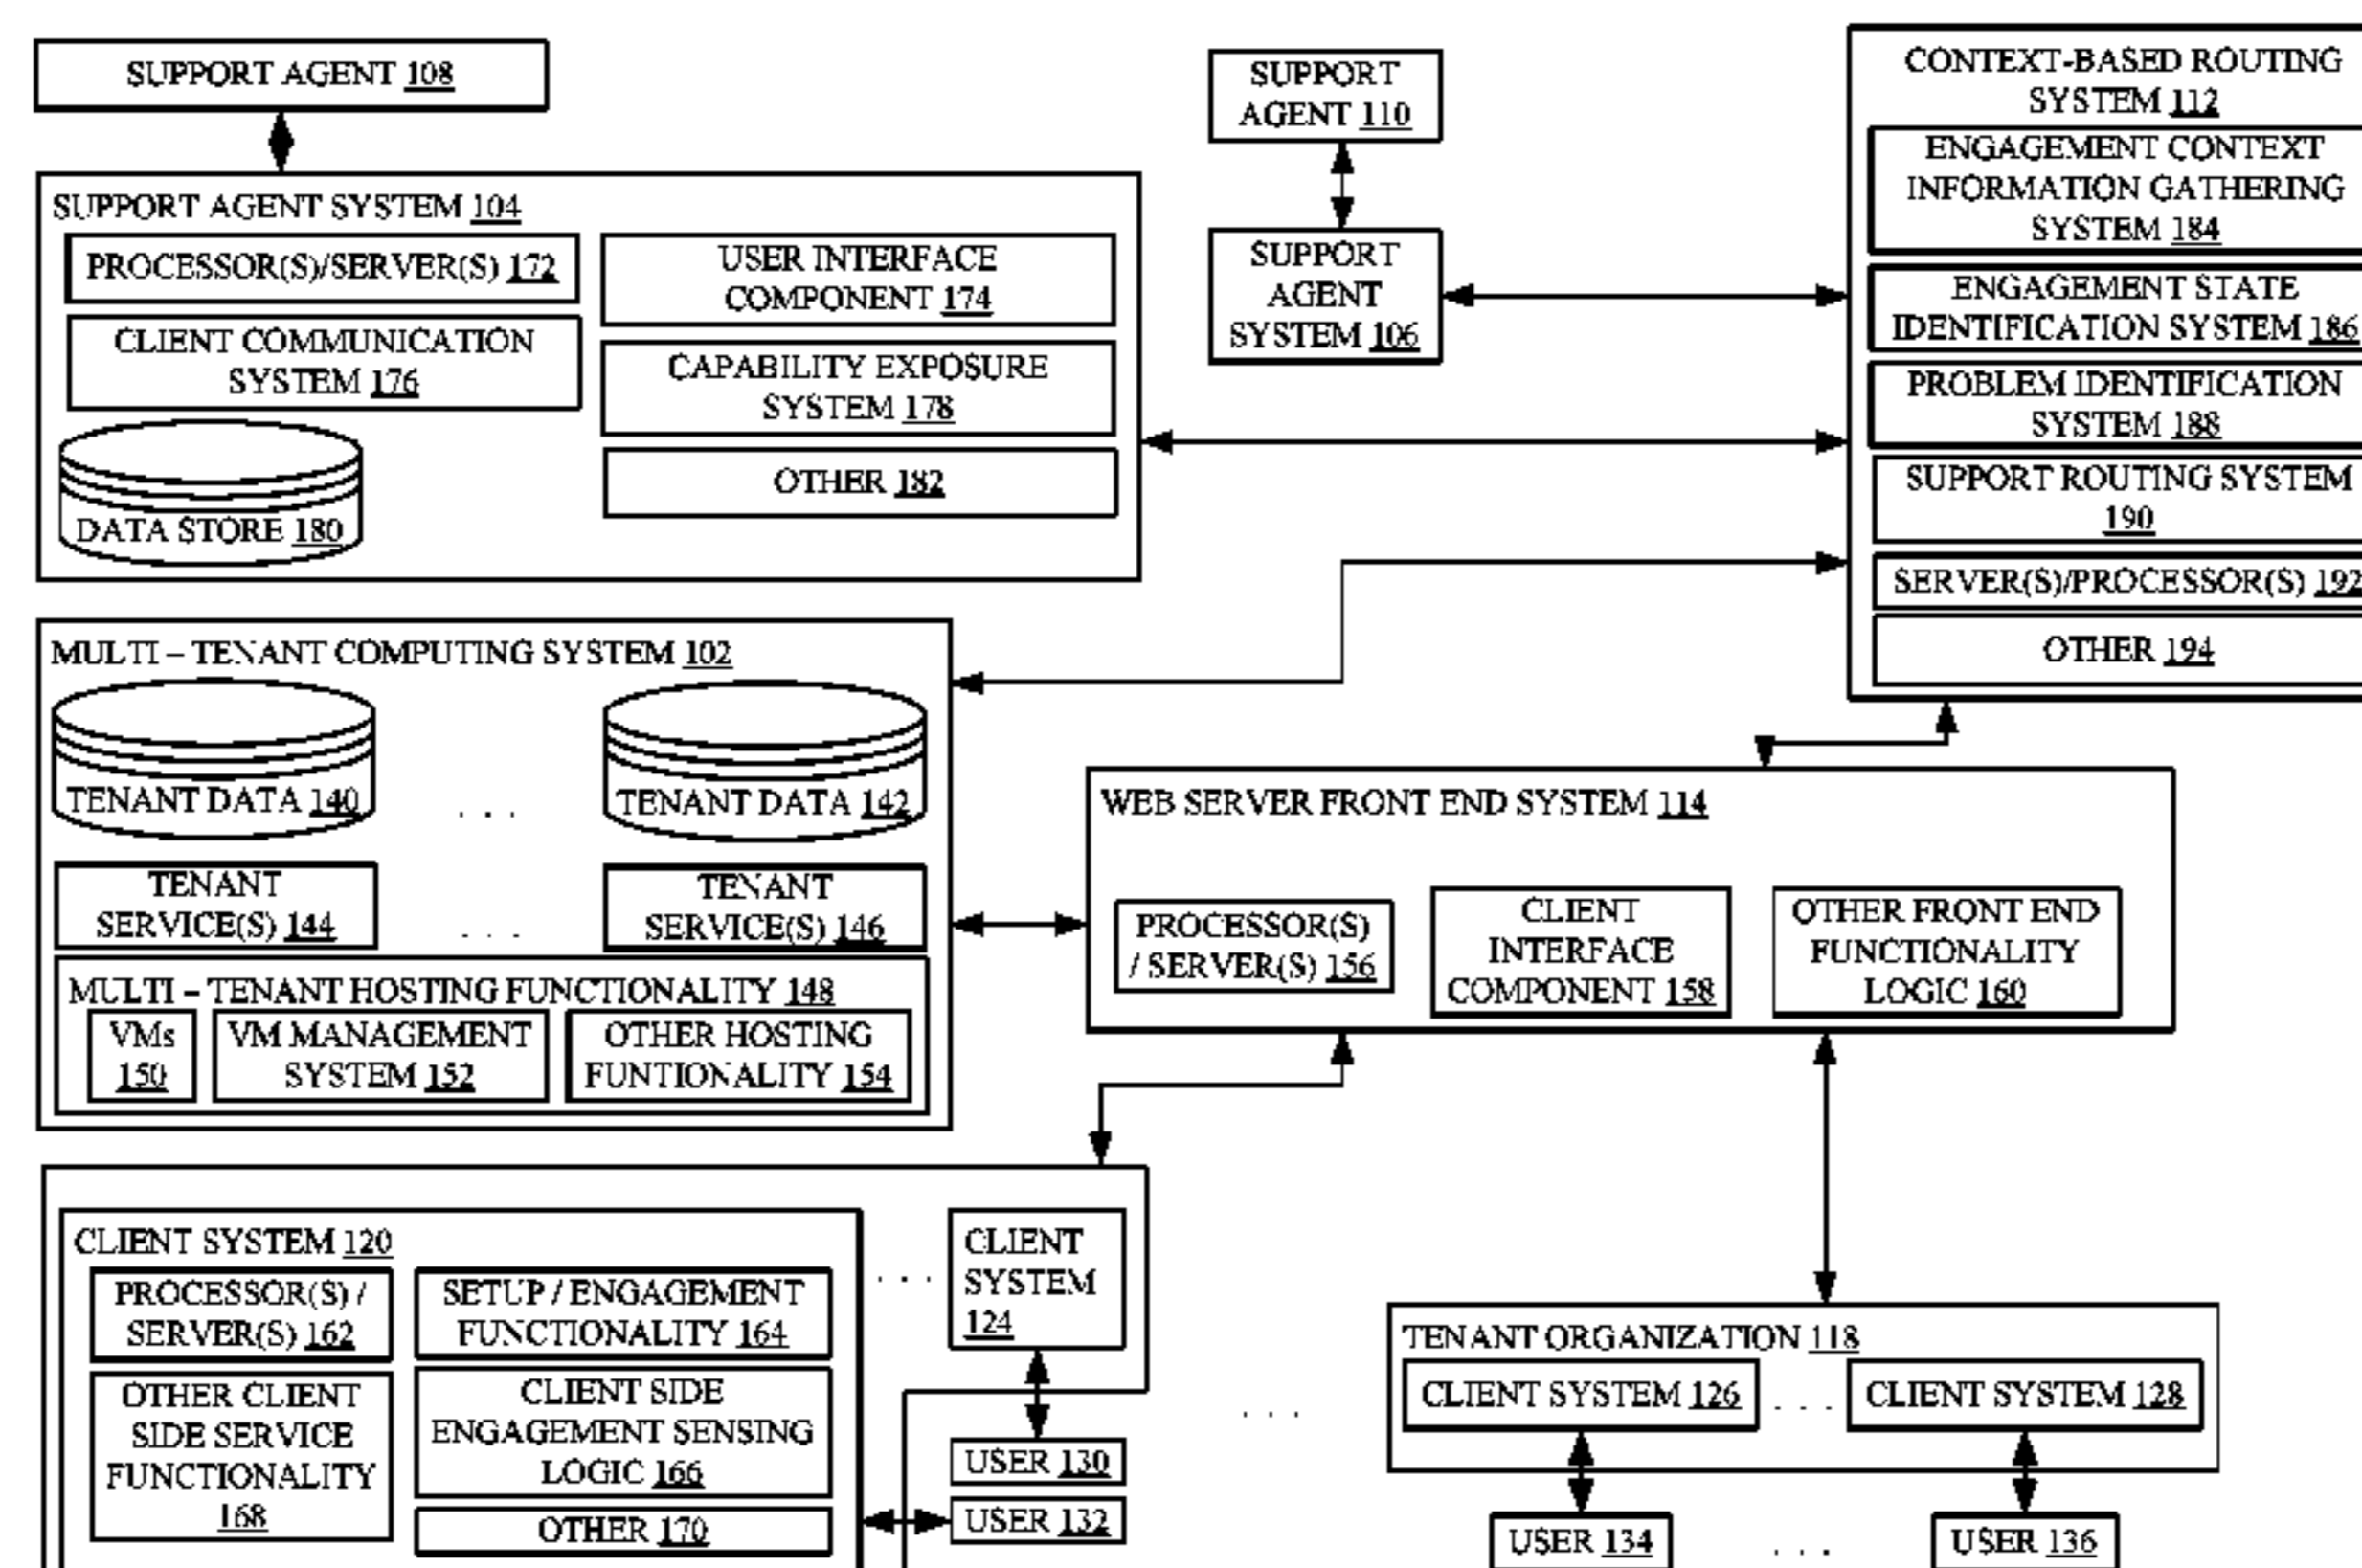 SUPPORT AGENT 108
SUPPORT AGENT SYSTEM 104
PROCESSOR(S)/SERVER(S) 172
CLIENT COMMUNICATION
SYSTEM 176
DATA STORE 180
USER INTERFACE
COMPONENT 174
CAPABILITY EXPOSURE
SYSTEM 178
OTHER 182
SUPPORT
AGENT 110
SUPPORT
AGENT
SYSTEM 106
CONTEXT-BASED ROUTING
SYSTEM 112
ENGAGEMENT CONTEXT
INFORMATION GATHERING
SYSTEM 184
ENGAGEMENT STATE
IDENTIFICATION SYSTEM 186
PROBLEM IDENTIFICATION
SYSTEM 188
SUPPORT ROUTING SYSTEM
190
SERVER(S)/PROCESSOR(S) 192
OTHER 194
MULTI – TENANT COMPUTING SYSTEM 102
TENANT DATA 140
. . .
TENANT DATA 142
TENANT
SERVICE(S) 144
. . .
TENANT
SERVICE(S) 146
MULTI – TENANT HOSTING FUNCTIONALITY 148
VMs
150
VM MANAGEMENT
SYSTEM 152
OTHER HOSTING
FUNTIONALITY 154
WEB SERVER FRONT END SYSTEM 114
PROCESSOR(S)
/ SERVER(S) 156
CLIENT
INTERFACE
COMPONENT 158
OTHER FRONT END
FUNCTIONALITY
LOGIC 160
CLIENT SYSTEM 120
PROCESSOR(S) /
SERVER(S) 162
OTHER CLIENT
SIDE SERVICE
FUNCTIONALITY
168
SETUP / ENGAGEMENT
FUNCTIONALITY 164
CLIENT SIDE
ENGAGEMENT SENSING
LOGIC 166
OTHER 170
. . .
CLIENT
SYSTEM
124
USER 130
USER 132
. . .
TENANT ORGANIZATION 118
CLIENT SYSTEM 126
. . .
CLIENT SYSTEM 128
USER 134
. . .
USER 136